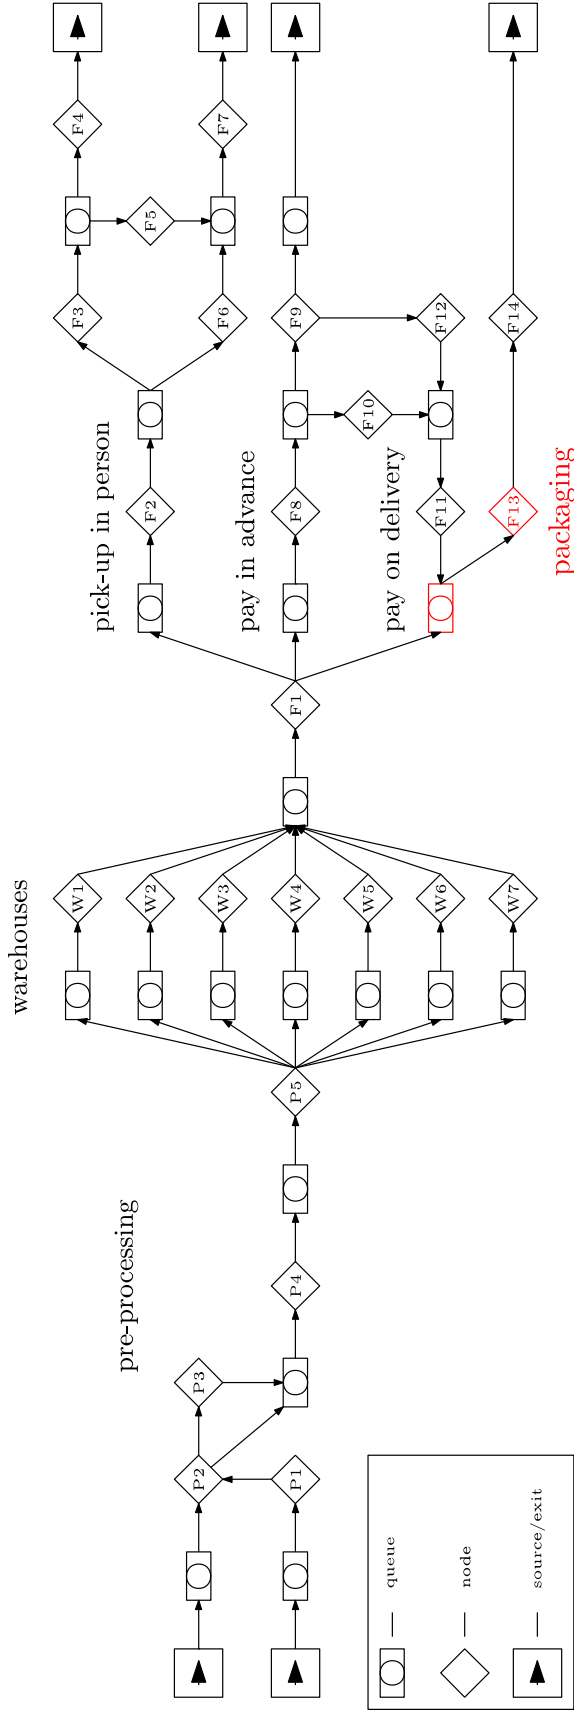 warehouses
pre-processing
pick-up in person
pay in advance
pay on delivery
packaging
P1
P2
P3
P4
P5
W1
W2
W3
W4
W5
W6
W7
F1
F2
F3
F4
F5
F6
F7
F8
F9
F10
F11
F12
F13
F14
queue
node
source/exit